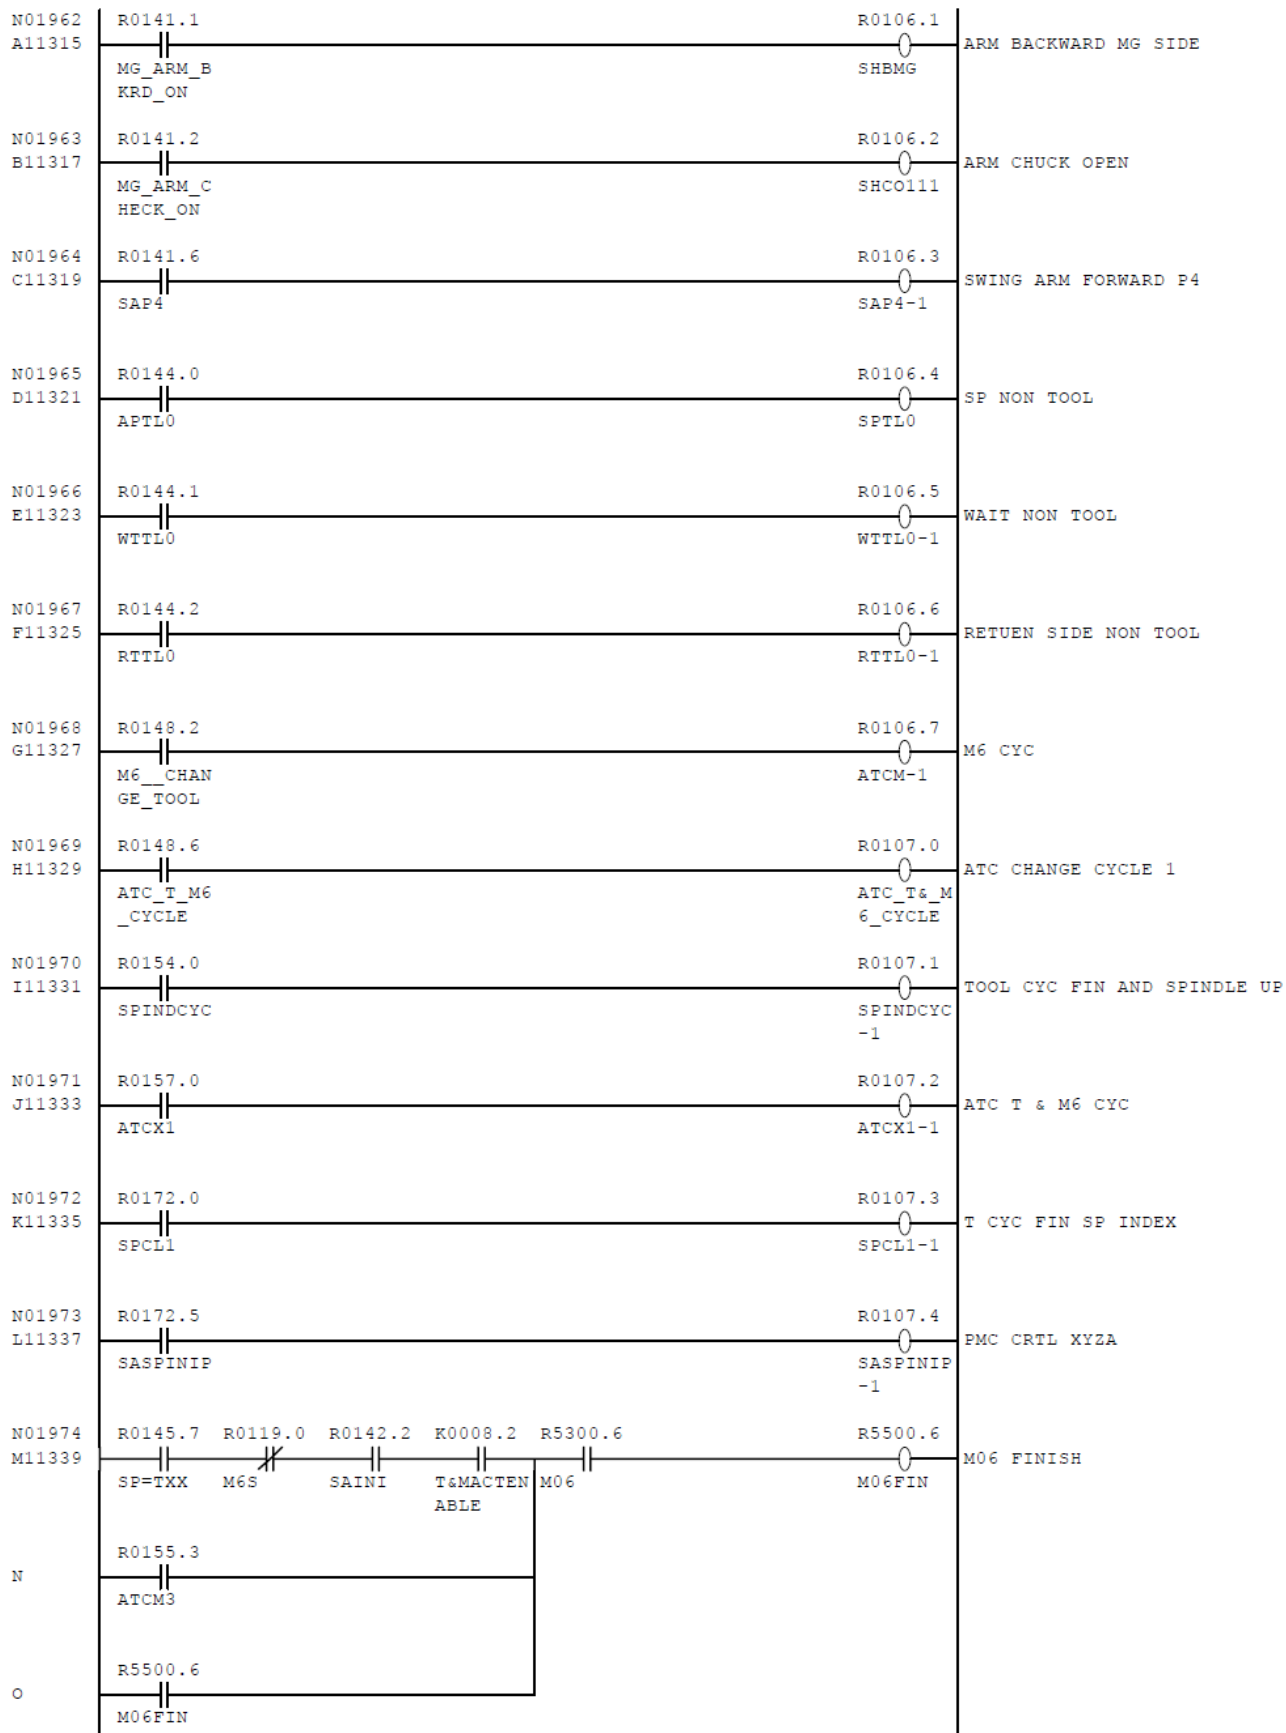 N01962 R0141.1 R0106.1
A11315 ARM BACKWARD MG SIDE
MG_ARM_B SHBMG
KRD_ON
N01963 R0141.2 R0106.2
B11317 ARM CHUCK OPEN
MG_ARM_C SHCO111
HECK_ON
N01964 R0141.6 R0106.3
C11319 SWING ARM FORWARD P4
SAP4 SAP4-1
N01965 R0144.0 R0106.4
D11321 SP NON TOOL
APTL0 SPTL0
N01966 R0144.1 R0106.5
E11323 WAIT NON TOOL
WTTL0 WTTL0-1
N01967 R0144.2 R0106.6
F11325 RETUEN SIDE NON TOOL
RTTL0 RTTL0-1
N01968 R0148.2 R0106.7
G11327 M6 CYC
M6__CHAN ATCM-1
GE_TOOL
N01969 R0148.6 R0107.0
H11329 ATC CHANGE CYCLE 1
ATC_T_M6 ATC_T&_M
_CYCLE 6_CYCLE
N01970 R0154.0 R0107.1
I11331 TOOL CYC FIN AND SPINDLE UP
SPINDCYC SPINDCYC
-1
N01971 R0157.0 R0107.2
J11333 ATC T & M6 CYC
ATCX1 ATCX1-1
N01972 R0172.0 R0107.3
K11335 T CYC FIN SP INDEX
SPCL1 SPCL1-1
N01973 R0172.5 R0107.4
L11337 PMC CRTL XYZA
SASPINIP SASPINIP
-1
N01974 R0145.7 R0119.0 R0142.2 K0008.2 R5300.6 R5500.6
M11339 M06 FINISH
SP=TXX M6S SAINI T&MACTEN M06 M06FIN
ABLE
R0155.3
N
ATCM3
R5500.6
O
M06FIN